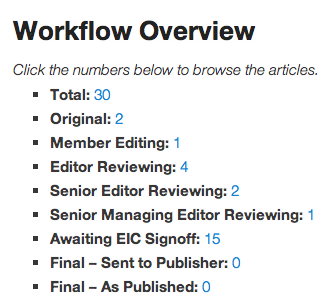 Workflow Overview
Click the numbers below to browse the articles.
Total: 30
Original: 2
Member Editing: 1
Editor Reviewing: 4
Senior Editor Reviewing: 2
Senior Managing Editor Reviewing: 1
Awaiting EIC Signoff: 15
Final – Sent to Publisher: 0
Final – As Published: 0